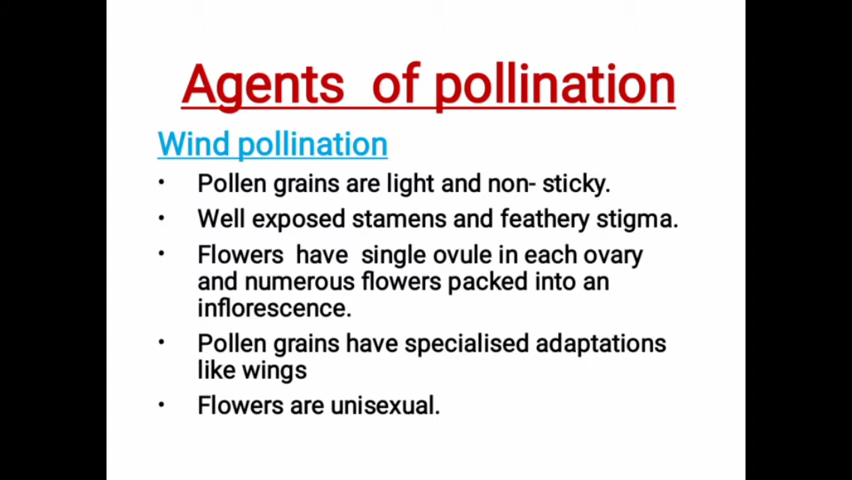 Agents of pollination
Wind pollination
• Pollen grains are light and non- sticky.
• Well exposed stamens and feathery stigma.
• Flowers have single ovule in each ovary
and numerous flowers packed into an
inflorescence.
• Pollen grains have specialised adaptations
like wings
• Flowers are unisexual.